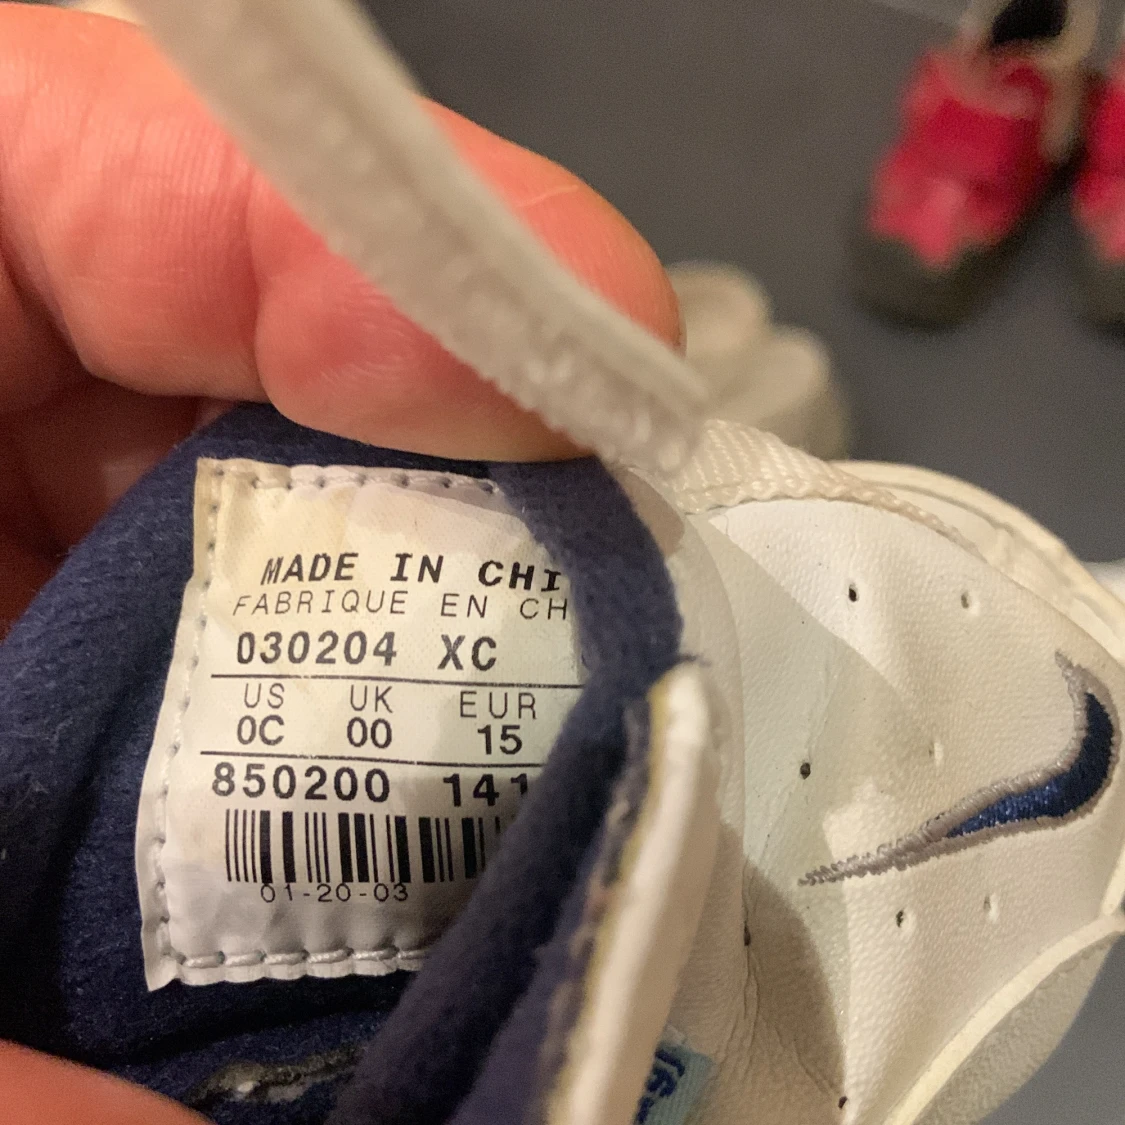 MADE IN CHI
FABRIQUE EN CH
030204 XC
US UK EUR
0C 00 15
850200 141
01-20-03